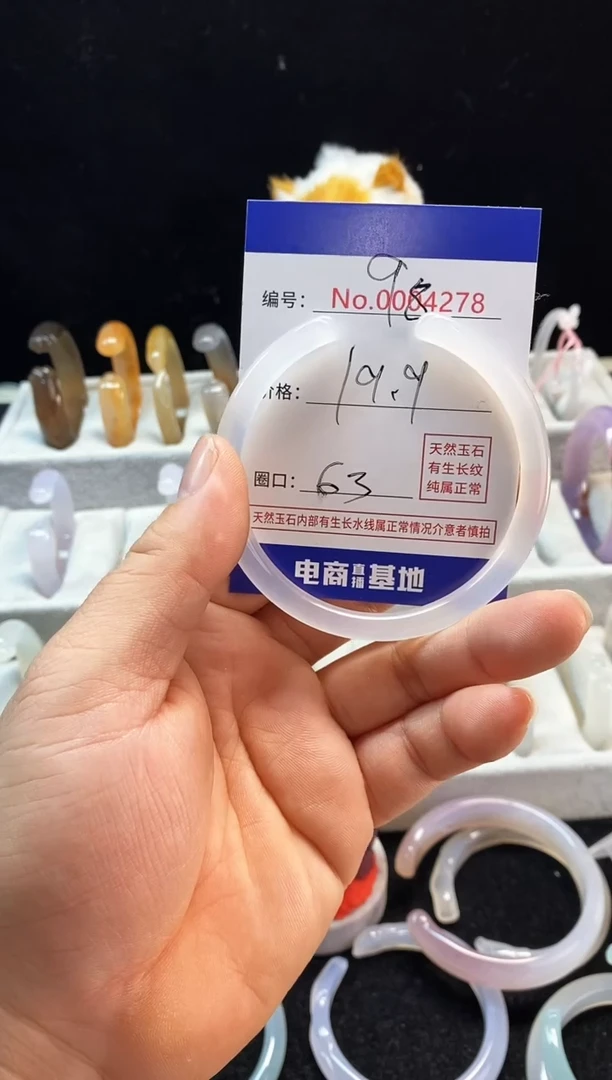 98
编号: No.0084278
价格: 19.9
天然玉石
有生长纹
纯属正常
圈口: 63
天然玉石内部有生长水线属正常情况介意者慎拍
电商直播基地